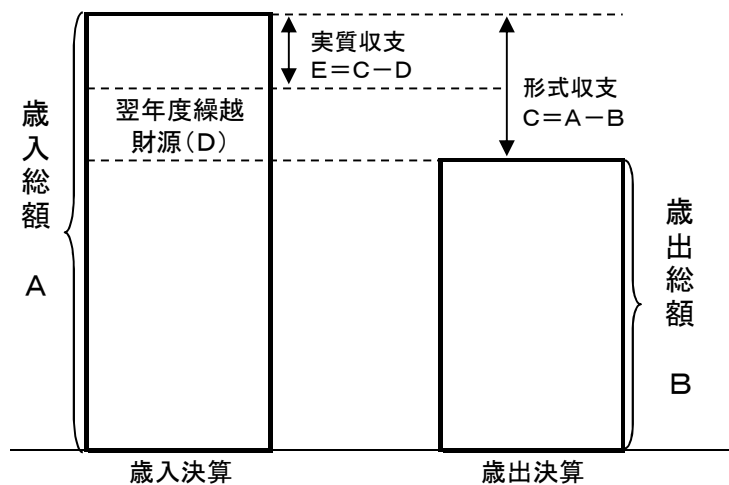 実質収支
E＝C－D
形式収支
C＝A－B
翌年度繰越
財源（D）
歳入総額 A
歳出総額 B
歳入決算
歳出決算